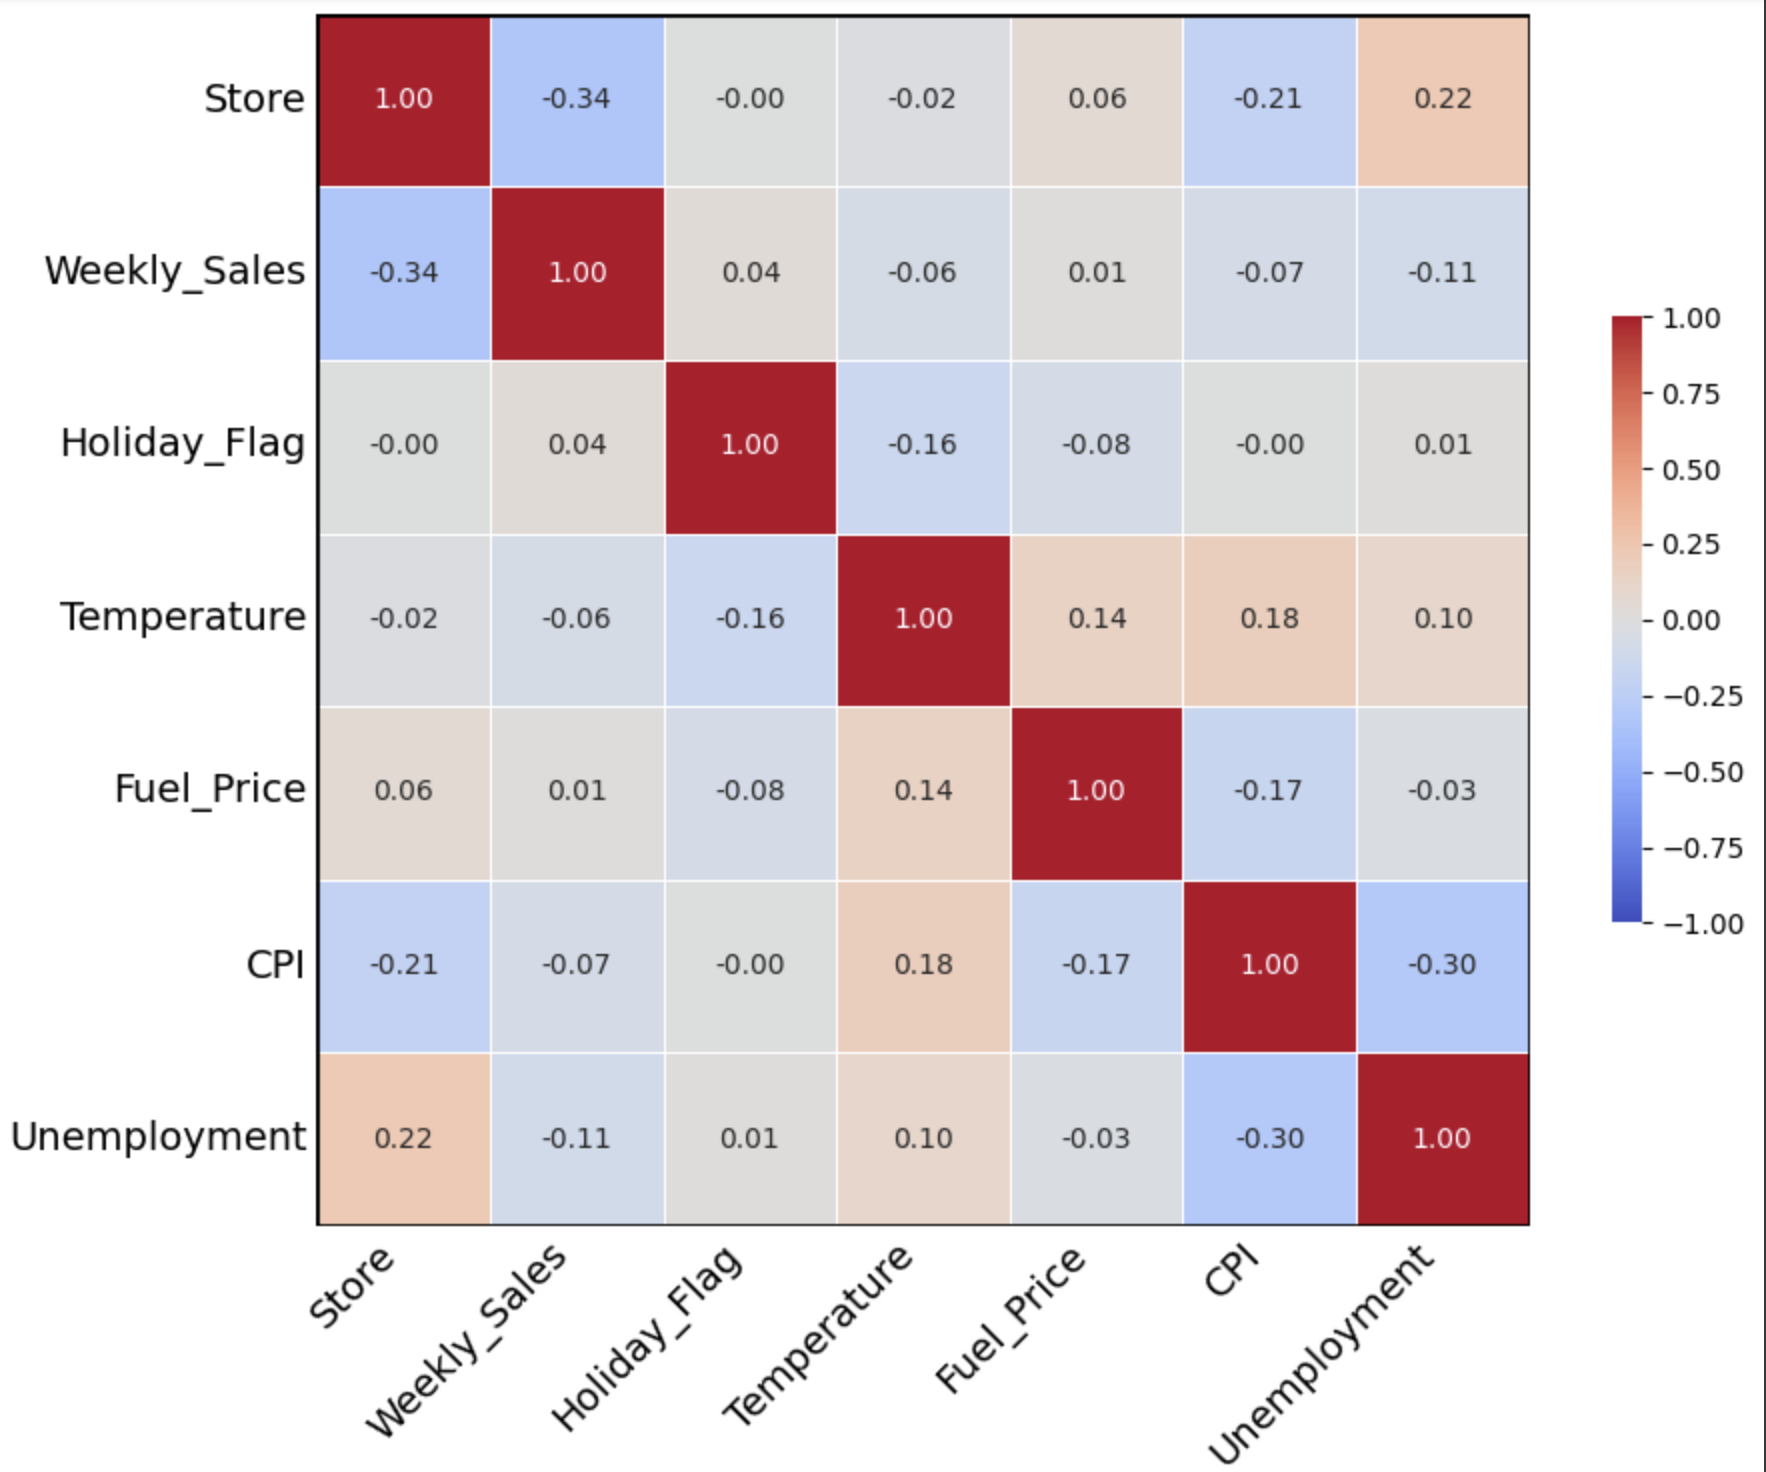 Store 1.00 -0.34 -0.00 -0.02 0.06 -0.21 0.22
Weekly_Sales -0.34 1.00 0.04 -0.06 0.01 -0.07 -0.11
Holiday_Flag -0.00 0.04 1.00 -0.16 -0.08 -0.00 0.01
Temperature -0.02 -0.06 -0.16 1.00 0.14 0.18 0.10
Fuel_Price 0.06 0.01 -0.08 0.14 1.00 -0.17 -0.03
CPI -0.21 -0.07 -0.00 0.18 -0.17 1.00 -0.30
Unemployment 0.22 -0.11 0.01 0.10 -0.03 -0.30 1.00
Store Weekly_Sales Holiday_Flag Temperature Fuel_Price CPI Unemployment
1.00
0.75
0.50
0.25
0.00
−0.25
−0.50
−0.75
−1.00